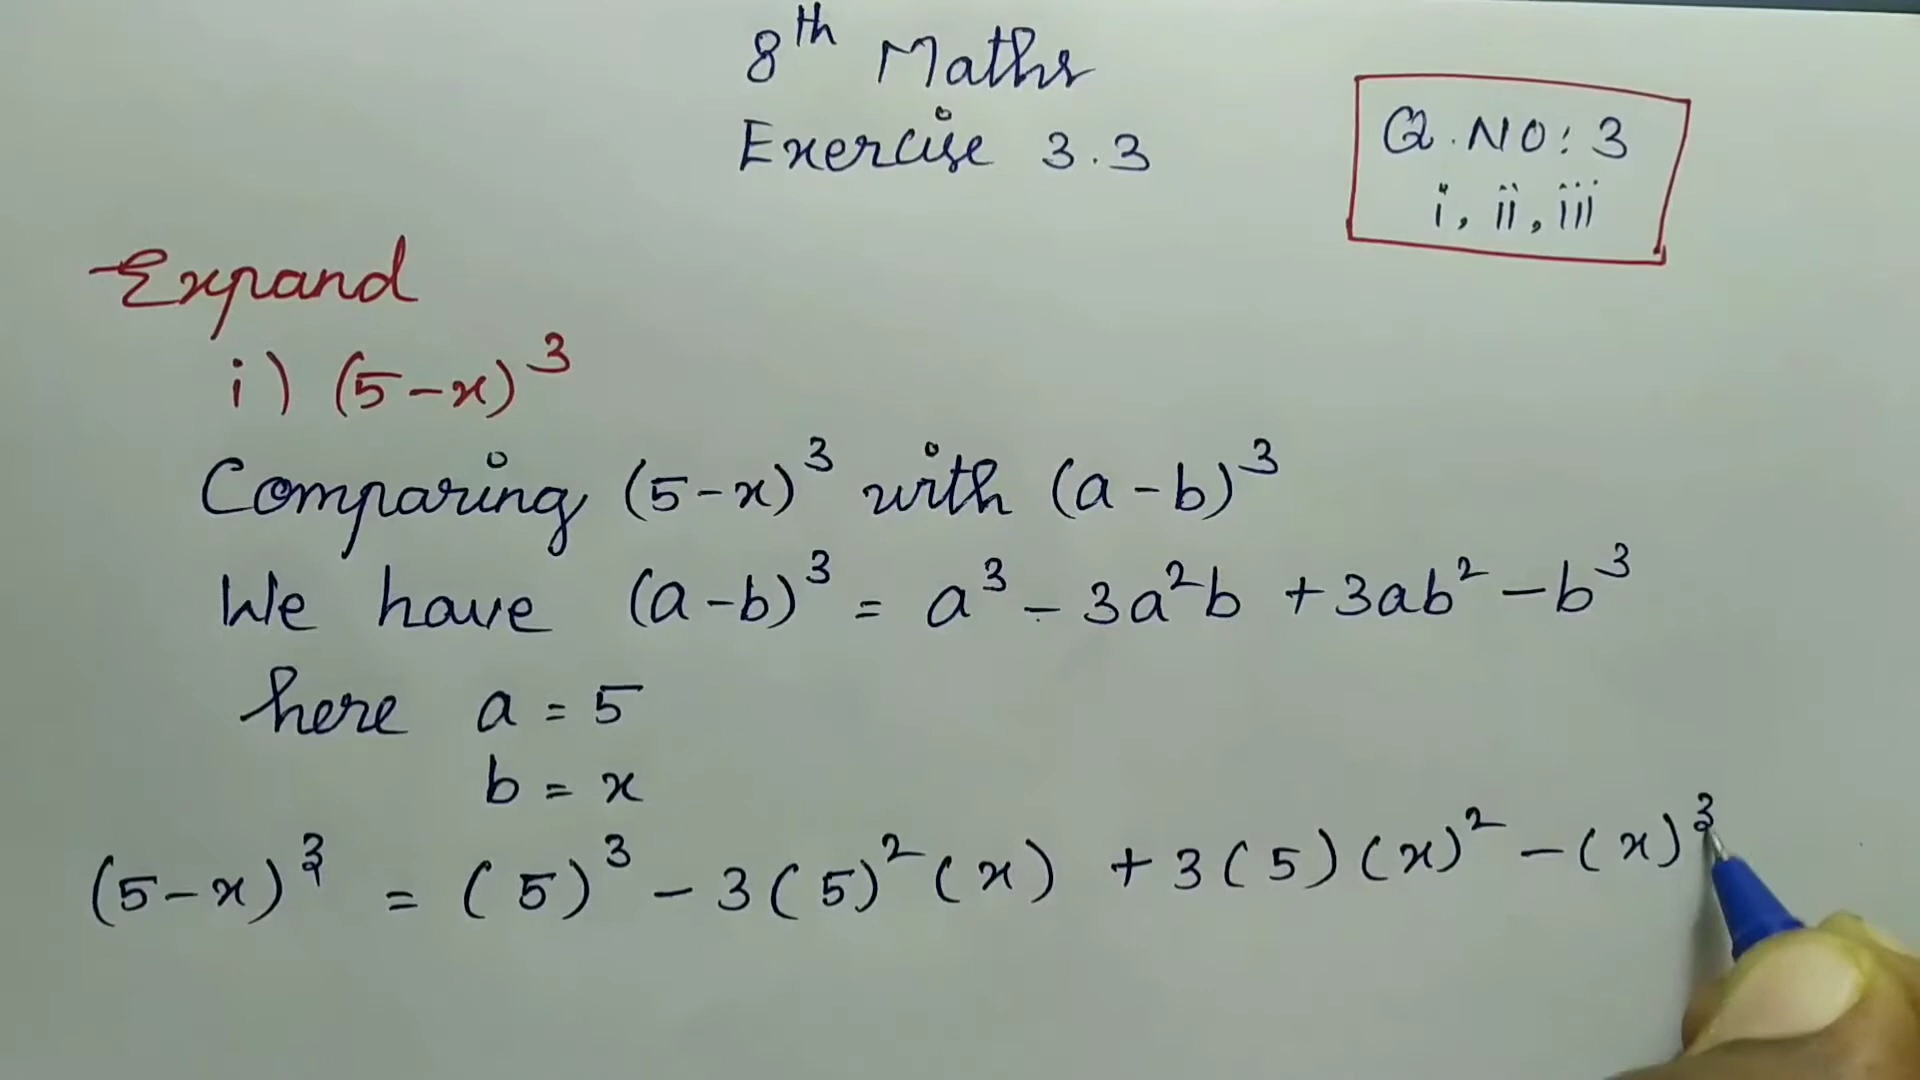 8th Maths
Exercise 3.3
Q.NO: 3
i, ii, iii
Expand
i) (5-x)³
Comparing (5-x)³ with (a-b)³
We have (a-b)³ = a³ - 3a²b + 3ab² - b³
here a = 5
b = x
(5-x)³ = (5)³ - 3(5)²(x) + 3(5)(x)² - (x)³